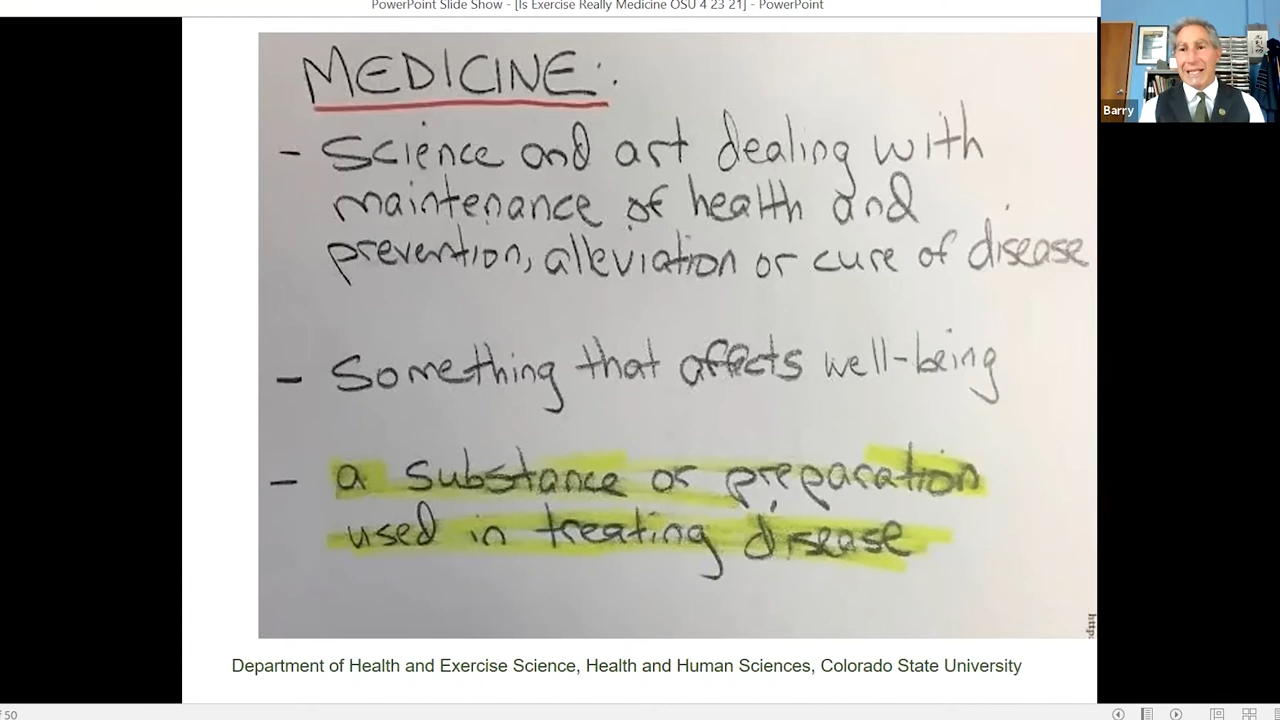 PowerPoint Slide Show - [Is Exercise Really Medicine OSU 4 23 21] - PowerPoint
Barry
MEDICINE:
- Science and art dealing with
maintenance of health and
prevention, alleviation or cure of disease
- Something that affects well-being
- a substance or preparation
used in treating disease
http:
Department of Health and Exercise Science, Health and Human Sciences, Colorado State University
f 50